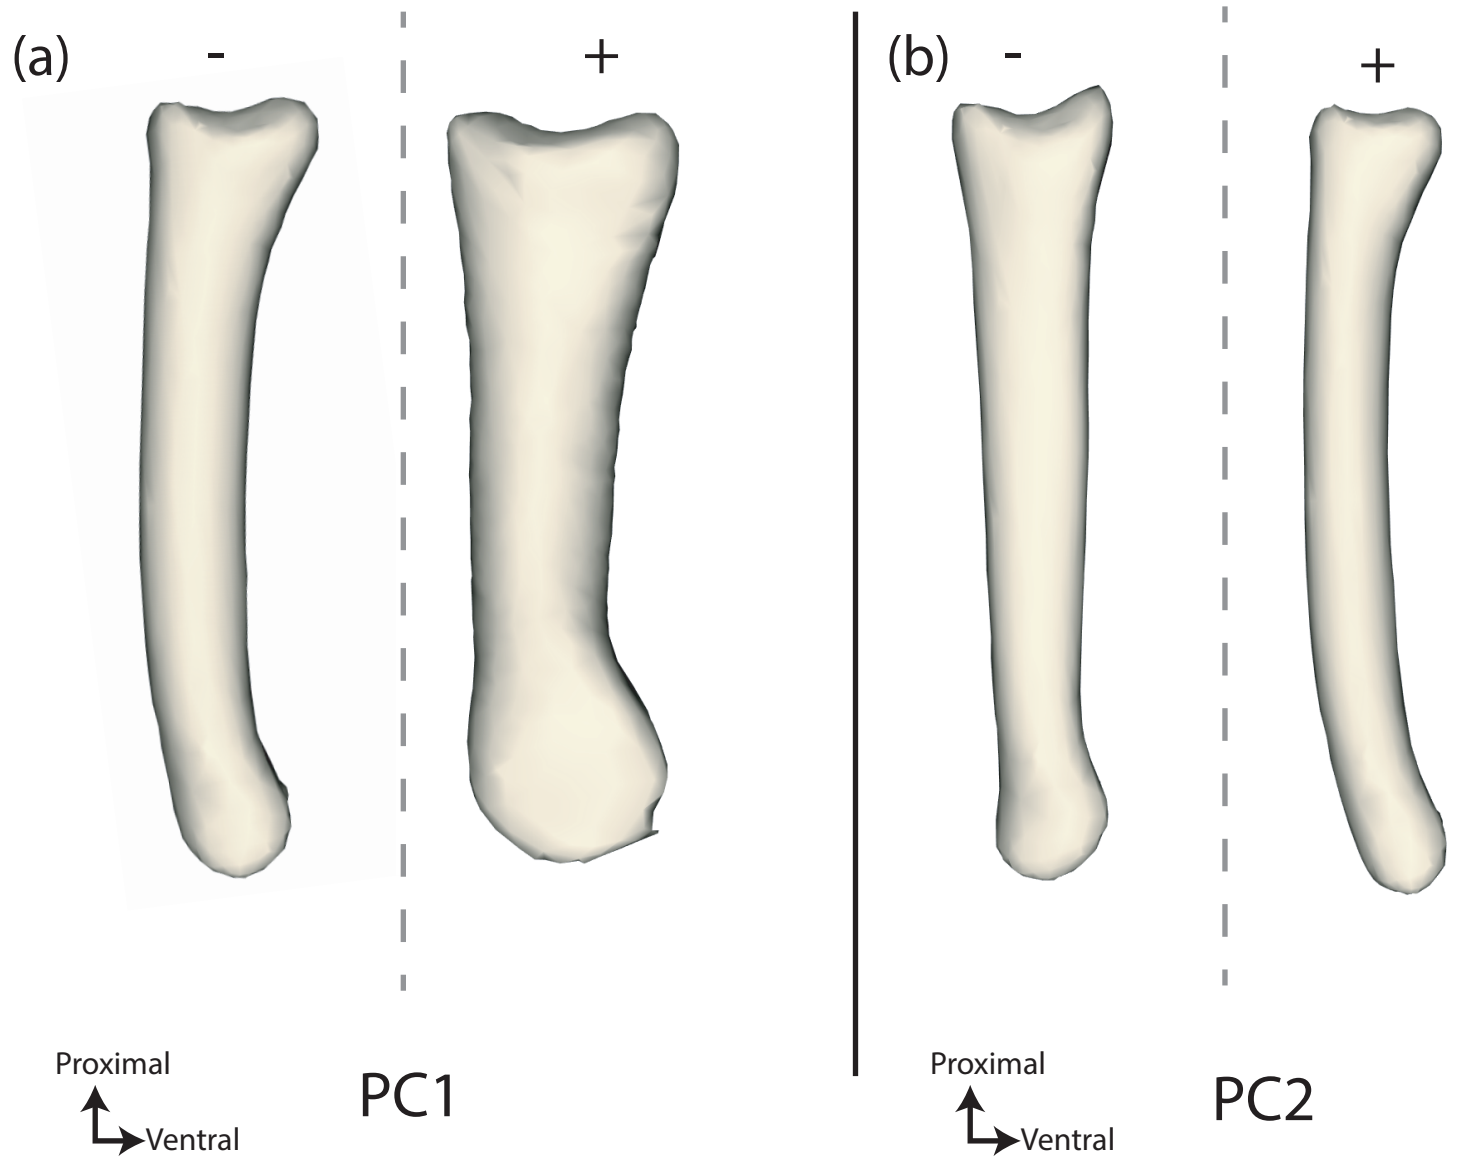 (a) - +
(b) - +
Proximal
Ventral
PC1
Proximal
Ventral
PC2